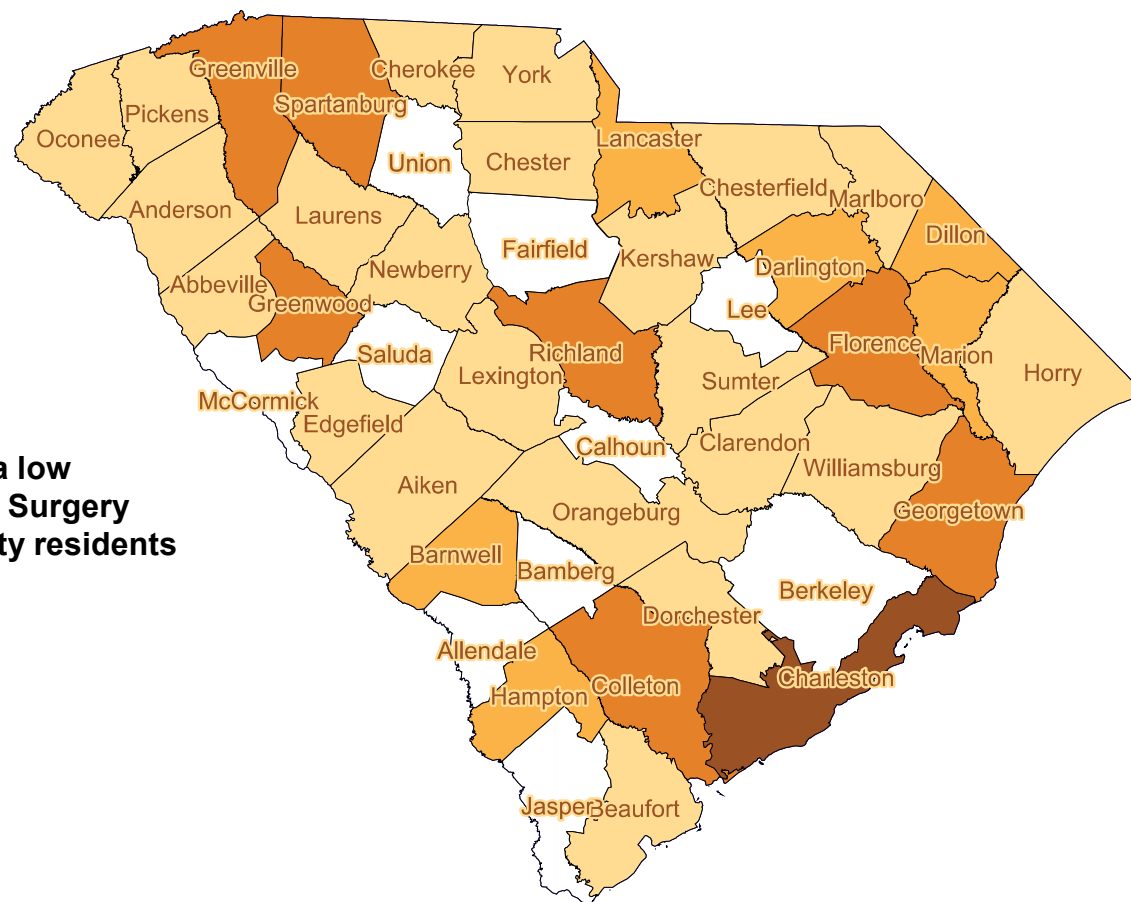 Greenville
Cherokee
York
Spartanburg
Pickens
Oconee
Lancaster
Union
Chester
Chesterfield
Marlboro
Anderson
Laurens
Dillon
Fairfield
Kershaw
Newberry
Darlington
Abbeville
Greenwood
Lee
Saluda
Richland
Florence
Marion
Lexington
Sumter
Horry
McCormick
Edgefield
Calhoun
Clarendon
Williamsburg
a low
Surgery
ty residents
Aiken
Orangeburg
Georgetown
Barnwell
Bamberg
Berkeley
Dorchester
Allendale
Charleston
Hampton
Colleton
Jasper
Beaufort